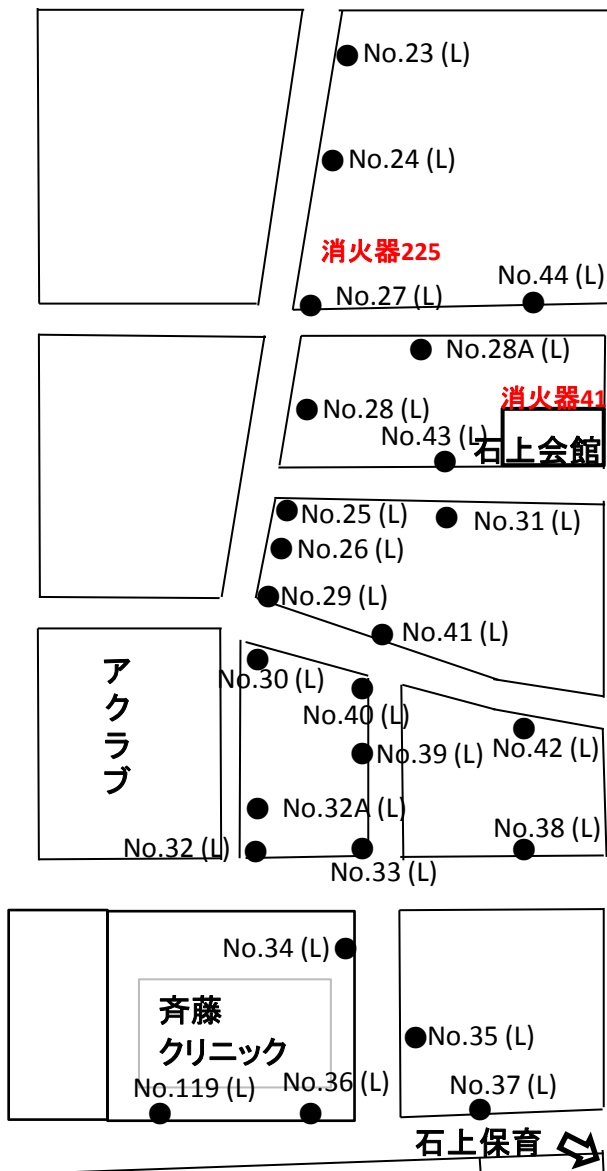 No.23 (L)
No.24 (L)
消火器225
No.44 (L)
No.27 (L)
No.28A (L)
消火器41
No.28 (L)
No.43 (L)
石上会館
No.25 (L)
No.31 (L)
No.26 (L)
No.29 (L)
No.41 (L)
アクラブ
No.30 (L)
No.40 (L)
No.42 (L)
No.39 (L)
No.32A (L)
No.32 (L)
No.38 (L)
No.33 (L)
No.34 (L)
斉藤
クリニック
No.35 (L)
No.119 (L)
No.36 (L)
No.37 (L)
石上保育